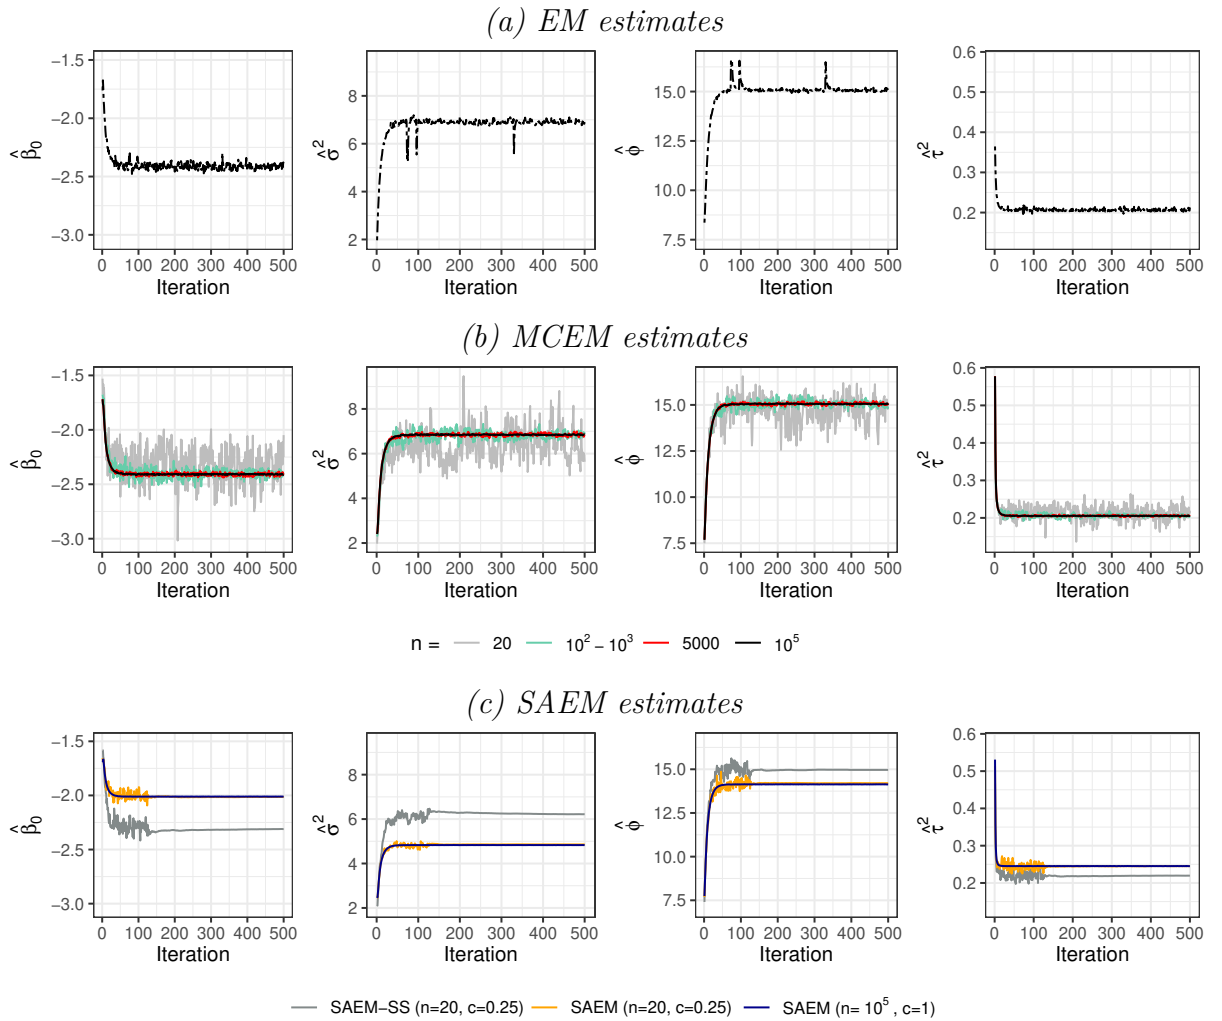 (a) EM estimates
−1.5
−2.0
−2.5
−3.0
β̂₀
0 100 200 300 400 500
Iteration
8
6
4
2
σ̂²
0 100 200 300 400 500
Iteration
15.0
12.5
10.0
7.5
φ̂
0 100 200 300 400 500
Iteration
0.6
0.5
0.4
0.3
0.2
τ̂²
0 100 200 300 400 500
Iteration
(b) MCEM estimates
−1.5
−2.0
−2.5
−3.0
β̂₀
0 100 200 300 400 500
Iteration
8
6
4
2
σ̂²
0 100 200 300 400 500
Iteration
15.0
12.5
10.0
7.5
φ̂
0 100 200 300 400 500
Iteration
0.6
0.5
0.4
0.3
0.2
τ̂²
0 100 200 300 400 500
Iteration
n = 20 10² − 10³ 5000 10⁵
(c) SAEM estimates
−1.5
−2.0
−2.5
−3.0
β̂₀
0 100 200 300 400 500
Iteration
8
6
4
2
σ̂²
0 100 200 300 400 500
Iteration
15.0
12.5
10.0
7.5
φ̂
0 100 200 300 400 500
Iteration
0.6
0.5
0.4
0.3
0.2
τ̂²
0 100 200 300 400 500
Iteration
SAEM−SS (n=20, c=0.25) SAEM (n=20, c=0.25) SAEM (n= 10⁵ , c=1)